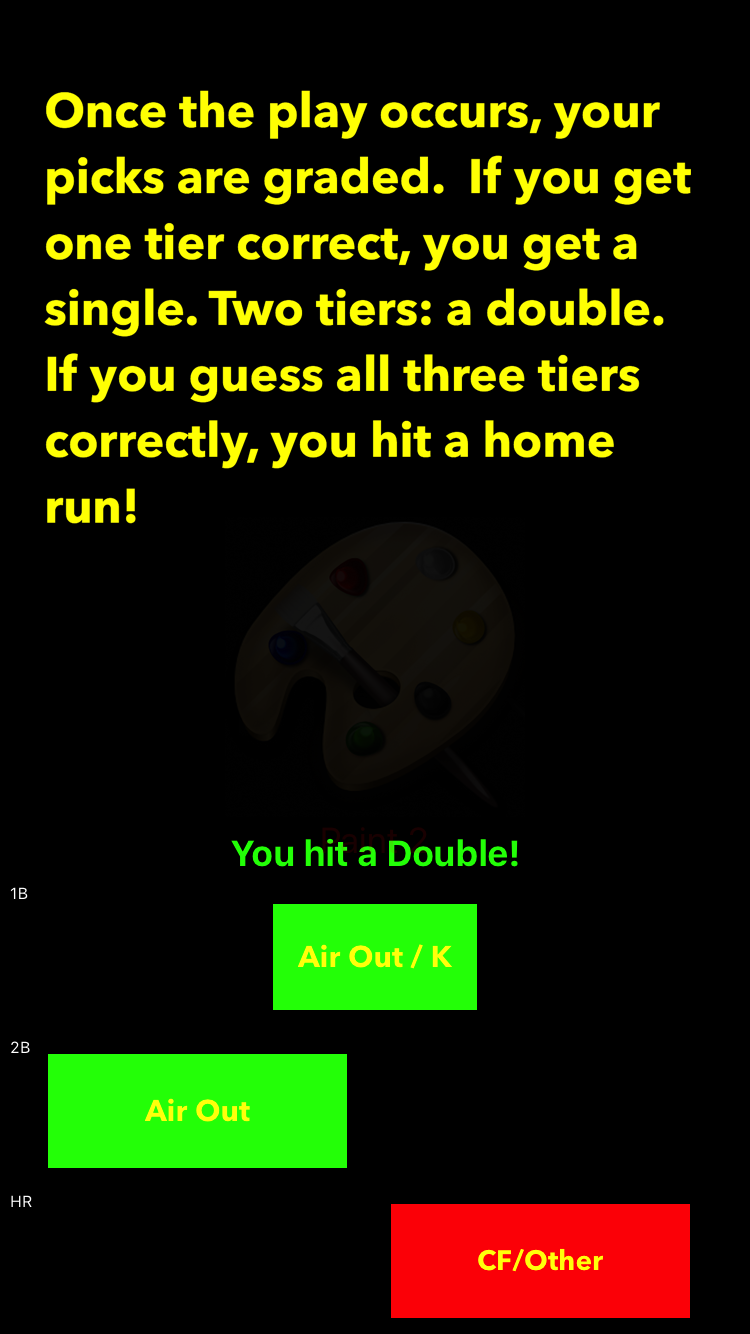 Once the play occurs, your
picks are graded.  If you get
one tier correct, you get a
single. Two tiers: a double.
If you guess all three tiers
correctly, you hit a home
run!
You hit a Double!
1B
Air Out / K
2B
Air Out
HR
CF/Other